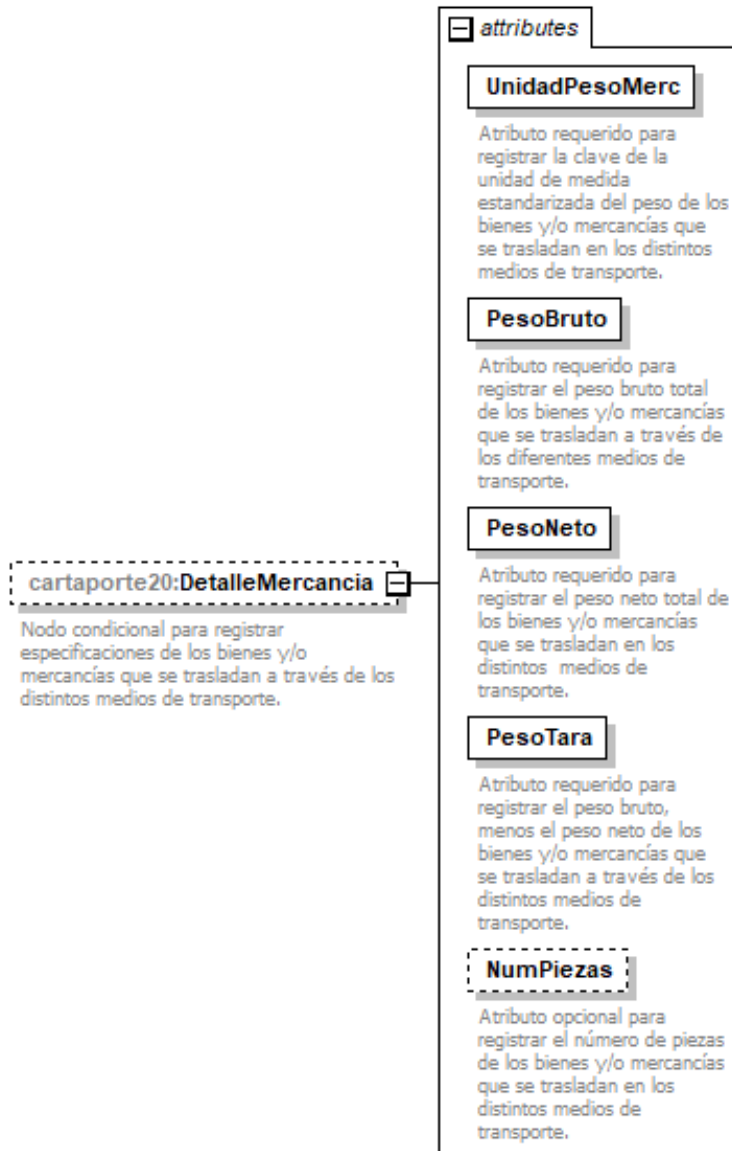 attributes
UnidadPesoMerc
Atributo requerido para
registrar la clave de la
unidad de medida
estandarizada del peso de los
bienes y/o mercancías que
se trasladan en los distintos
medios de transporte.
PesoBruto
Atributo requerido para
registrar el peso bruto total
de los bienes y/o mercancías
que se trasladan a través de
los diferentes medios de
transporte.
PesoNeto
Atributo requerido para
registrar el peso neto total de
los bienes y/o mercancías
que se trasladan en los
distintos  medios de
transporte.
cartaporte20:DetalleMercancia
Nodo condicional para registrar
especificaciones de los bienes y/o
mercancías que se trasladan a través de los
distintos medios de transporte.
PesoTara
Atributo requerido para
registrar el peso bruto,
menos el peso neto de los
bienes y/o mercancías que
se trasladan a través de los
distintos medios de
transporte.
NumPiezas
Atributo opcional para
registrar el número de piezas
de los bienes y/o mercancías
que se trasladan en los
distintos medios de
transporte.